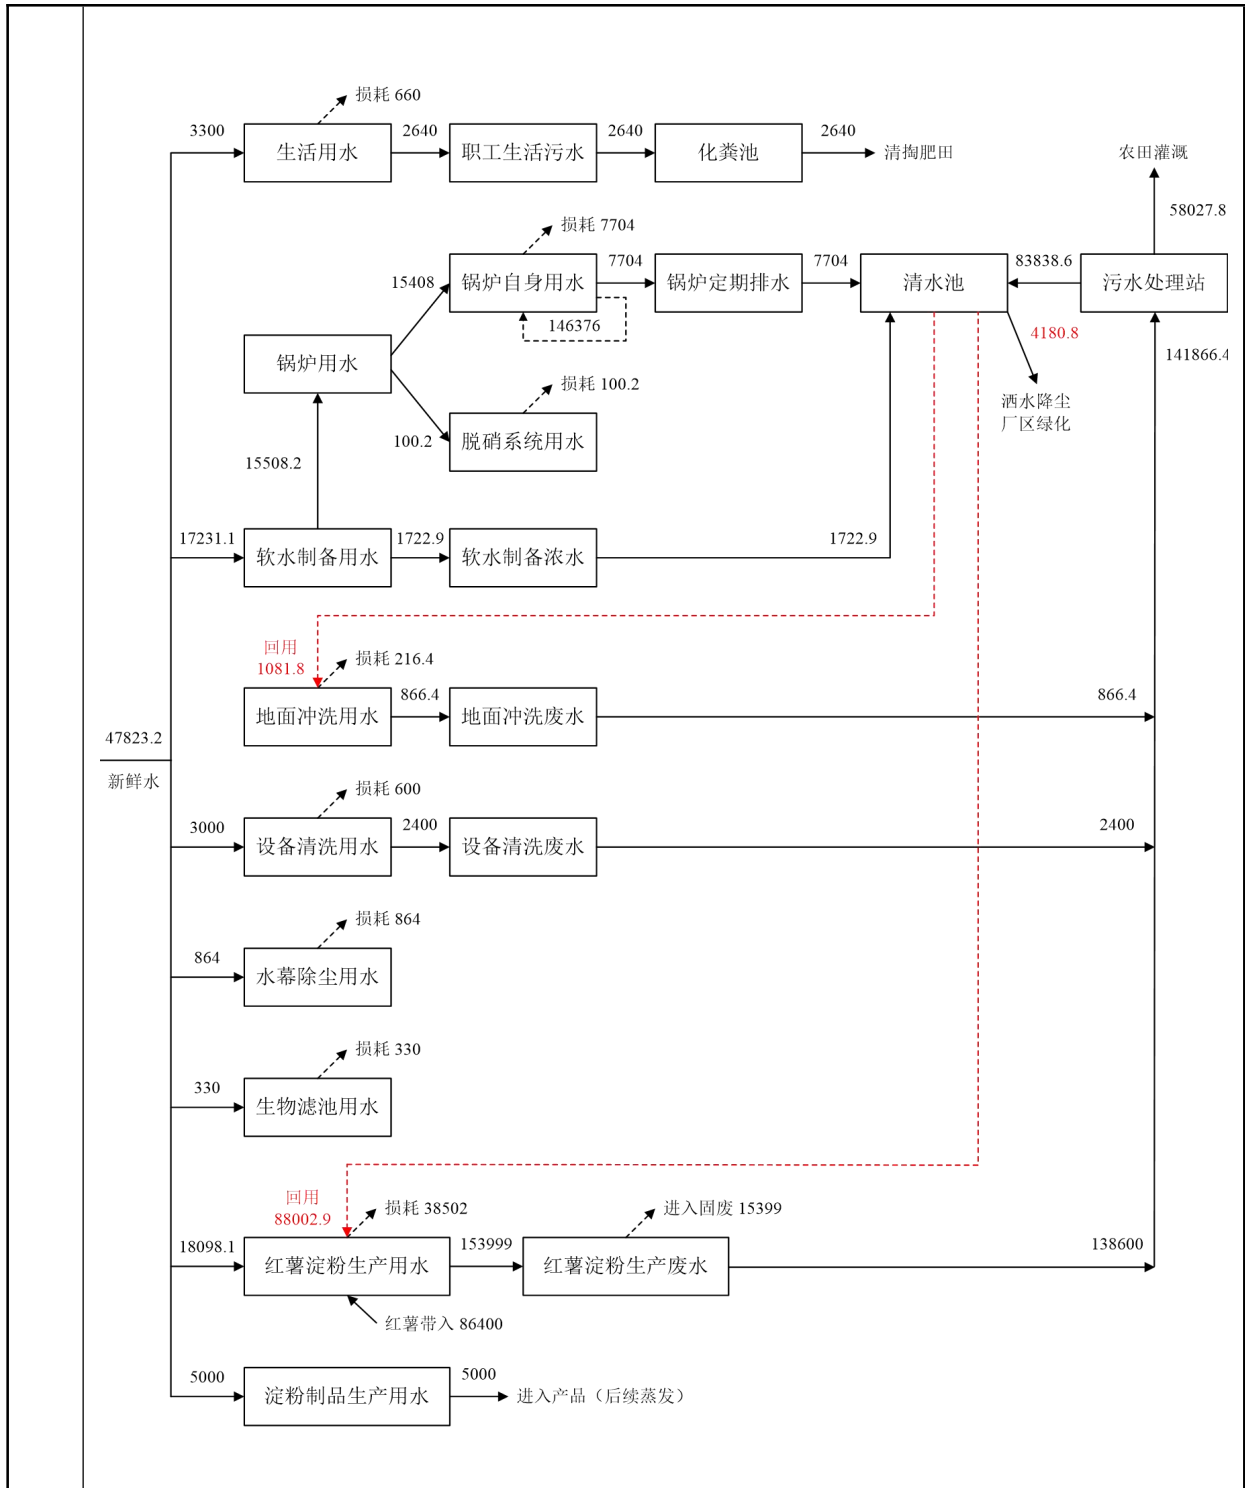 损耗 660
3300
生活用水
2640
职工生活污水
2640
化粪池
2640
清掏肥田
农田灌溉
58027.8
损耗 7704
15408
锅炉自身用水
7704
锅炉定期排水
7704
清水池
83838.6
污水处理站
146376
4180.8
141866.4
锅炉用水
洒水降尘
厂区绿化
损耗 100.2
100.2
脱硝系统用水
15508.2
17231.1
软水制备用水
1722.9
软水制备浓水
1722.9
回用
1081.8
损耗 216.4
地面冲洗用水
866.4
地面冲洗废水
866.4
47823.2
新鲜水
损耗 600
3000
设备清洗用水
2400
设备清洗废水
2400
损耗 864
864
水幕除尘用水
损耗 330
330
生物滤池用水
回用
88002.9
损耗 38502
进入固废 15399
18098.1
红薯淀粉生产用水
153999
红薯淀粉生产废水
138600
红薯带入 86400
5000
淀粉制品生产用水
5000
进入产品（后续蒸发）